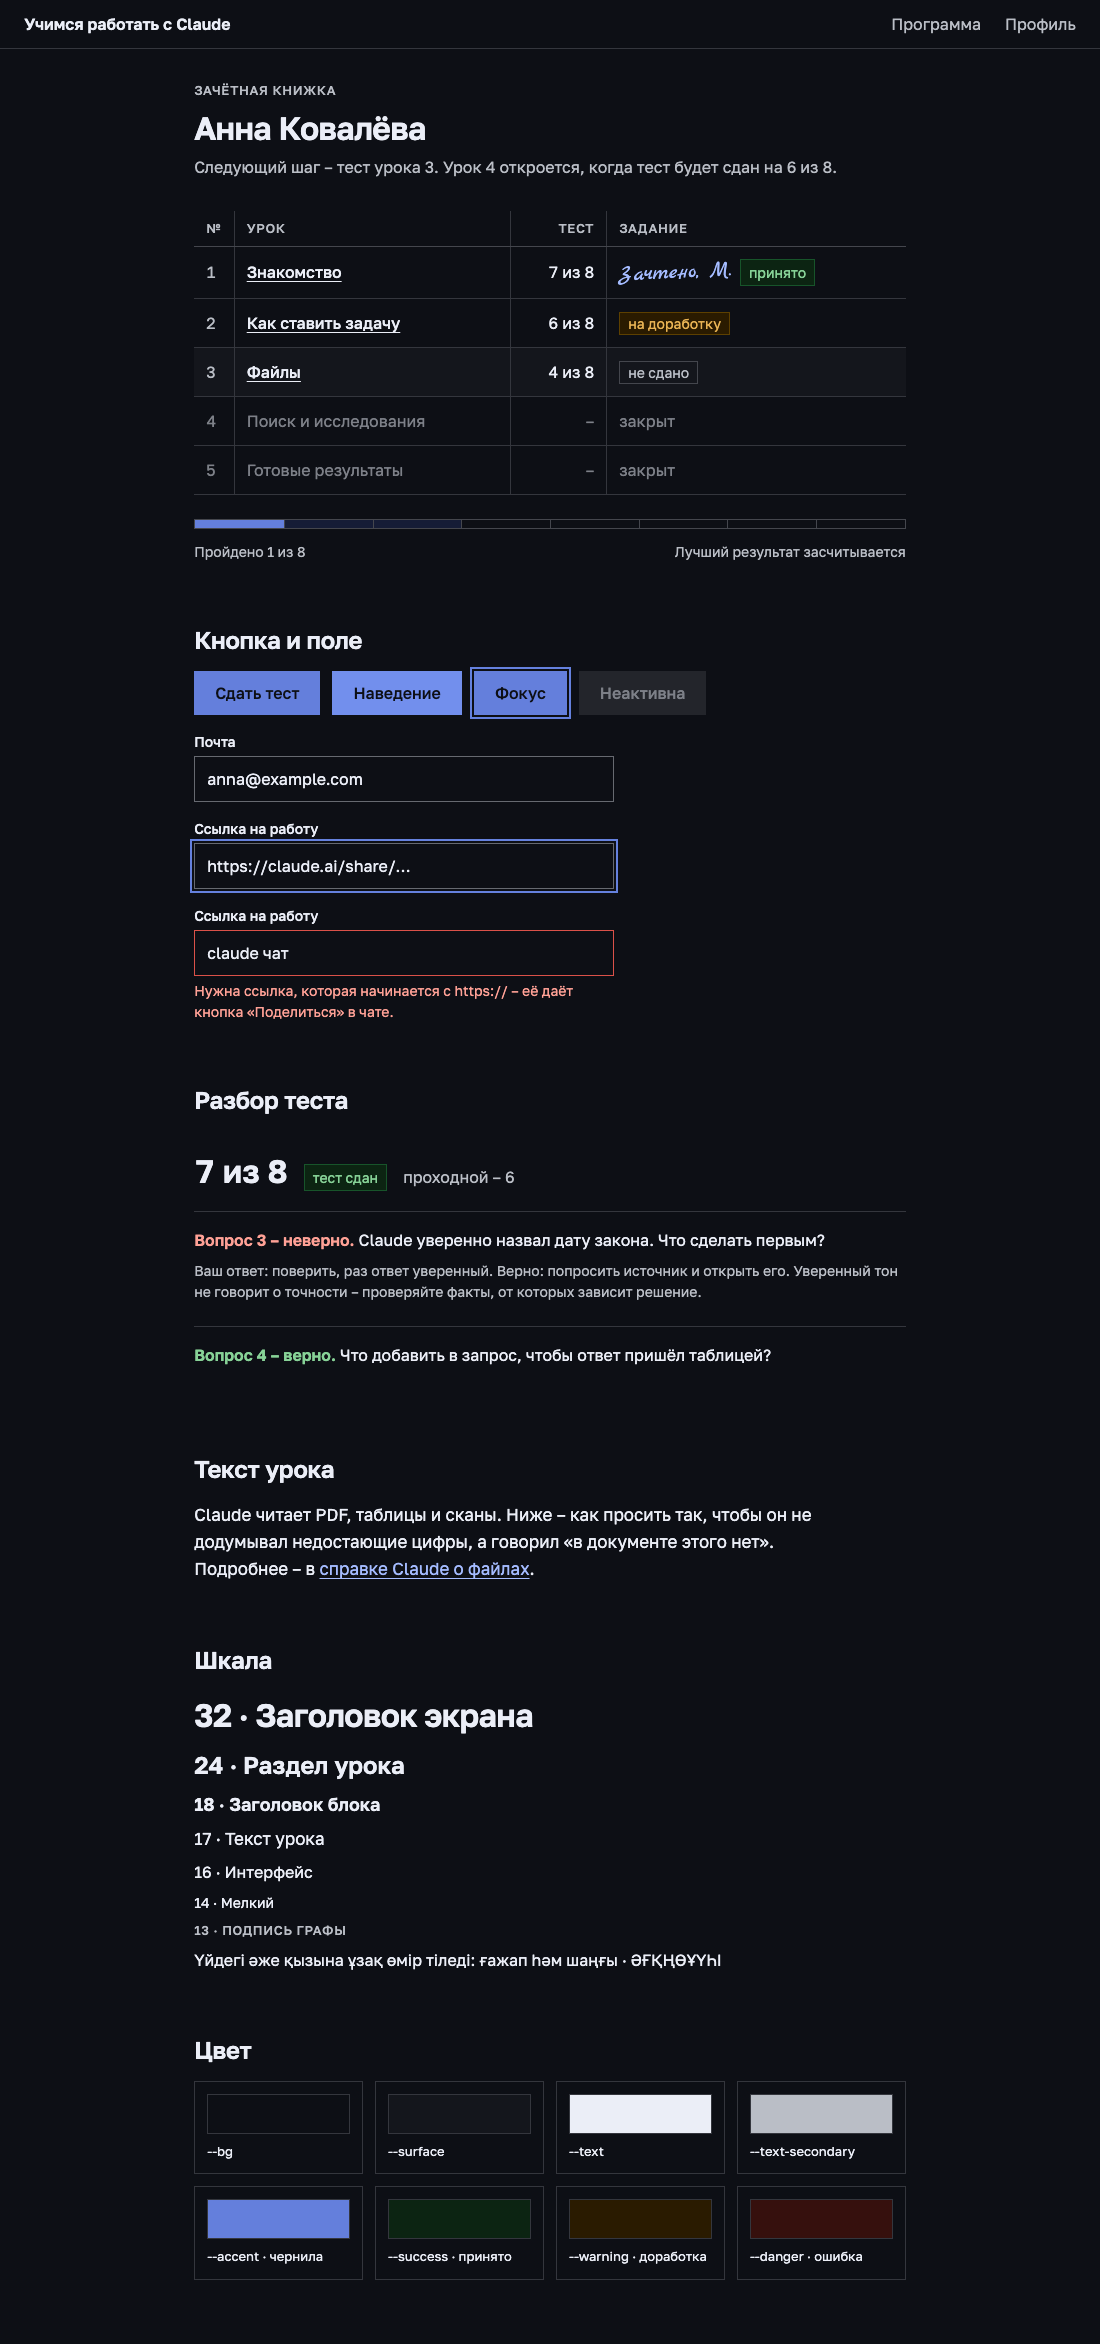 Учимся работать с Claude
Программа Профиль
ЗАЧЁТНАЯ КНИЖКА
Анна Ковалёва
Следующий шаг – тест урока 3. Урок 4 откроется, когда тест будет сдан на 6 из 8.
№ УРОК ТЕСТ ЗАДАНИЕ
1 Знакомство 7 из 8 Зачтено. М. принято
2 Как ставить задачу 6 из 8 на доработку
3 Файлы 4 из 8 не сдано
4 Поиск и исследования – закрыт
5 Готовые результаты – закрыт
Пройдено 1 из 8 Лучший результат засчитывается
Кнопка и поле
Сдать тест Наведение Фокус Неактивна
Почта
anna@example.com
Ссылка на работу
https://claude.ai/share/...
Ссылка на работу
claude чат
Нужна ссылка, которая начинается с https:// – её даёт
кнопка «Поделиться» в чате.
Разбор теста
7 из 8 тест сдан проходной – 6
Вопрос 3 – неверно. Claude уверенно назвал дату закона. Что сделать первым?
Ваш ответ: поверить, раз ответ уверенный. Верно: попросить источник и открыть его. Уверенный тон
не говорит о точности – проверяйте факты, от которых зависит решение.
Вопрос 4 – верно. Что добавить в запрос, чтобы ответ пришёл таблицей?
Текст урока
Claude читает PDF, таблицы и сканы. Ниже – как просить так, чтобы он не
додумывал недостающие цифры, а говорил «в документе этого нет».
Подробнее – в справке Claude о файлах.
Шкала
32 · Заголовок экрана
24 · Раздел урока
18 · Заголовок блока
17 · Текст урока
16 · Интерфейс
14 · Мелкий
13 · ПОДПИСЬ ГРАФЫ
Үйдегі әже қызына ұзақ өмір тіледі: ғажап һәм шаңғы · ӘҒҚҢӨҰҮҺІ
Цвет
--bg --surface --text --text-secondary
--accent · чернила --success · принято --warning · доработка --danger · ошибка